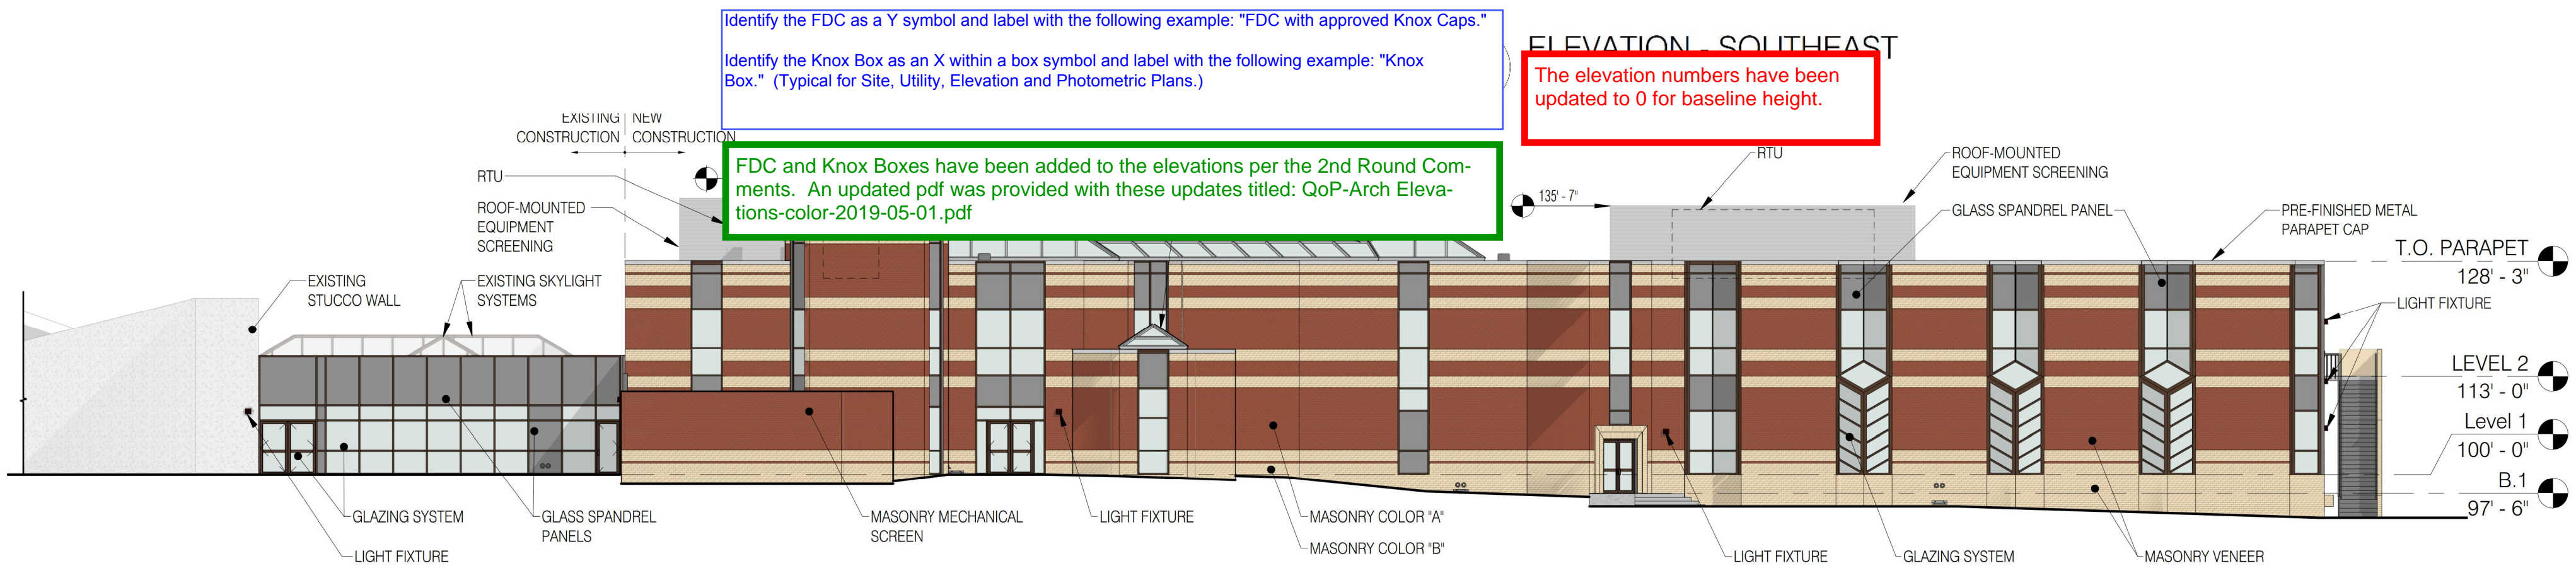 Identify the FDC as a Y symbol and label with the following example: "FDC with approved Knox Caps."
Identify the Knox Box as an X within a box symbol and label with the following example: "Knox
Box."  (Typical for Site, Utility, Elevation and Photometric Plans.)
ELEVATION - SOUTHEAST
The elevation numbers have been
updated to 0 for baseline height.
EXISTING NEW
CONSTRUCTION CONSTRUCTION
FDC and Knox Boxes have been added to the elevations per the 2nd Round Com-
ments.  An updated pdf was provided with these updates titled: QoP-Arch Eleva-
tions-color-2019-05-01.pdf
RTU
ROOF-MOUNTED
EQUIPMENT
SCREENING
135' - 7"
RTU
ROOF-MOUNTED
EQUIPMENT SCREENING
GLASS SPANDREL PANEL
PRE-FINISHED METAL
PARAPET CAP
T.O. PARAPET
128' - 3"
EXISTING
STUCCO WALL
EXISTING SKYLIGHT
SYSTEMS
LIGHT FIXTURE
LEVEL 2
113' - 0"
Level 1
100' - 0"
B.1
97' - 6"
GLAZING SYSTEM
LIGHT FIXTURE
GLASS SPANDREL
PANELS
MASONRY MECHANICAL
SCREEN
LIGHT FIXTURE
MASONRY COLOR "A"
MASONRY COLOR "B"
LIGHT FIXTURE
GLAZING SYSTEM
MASONRY VENEER